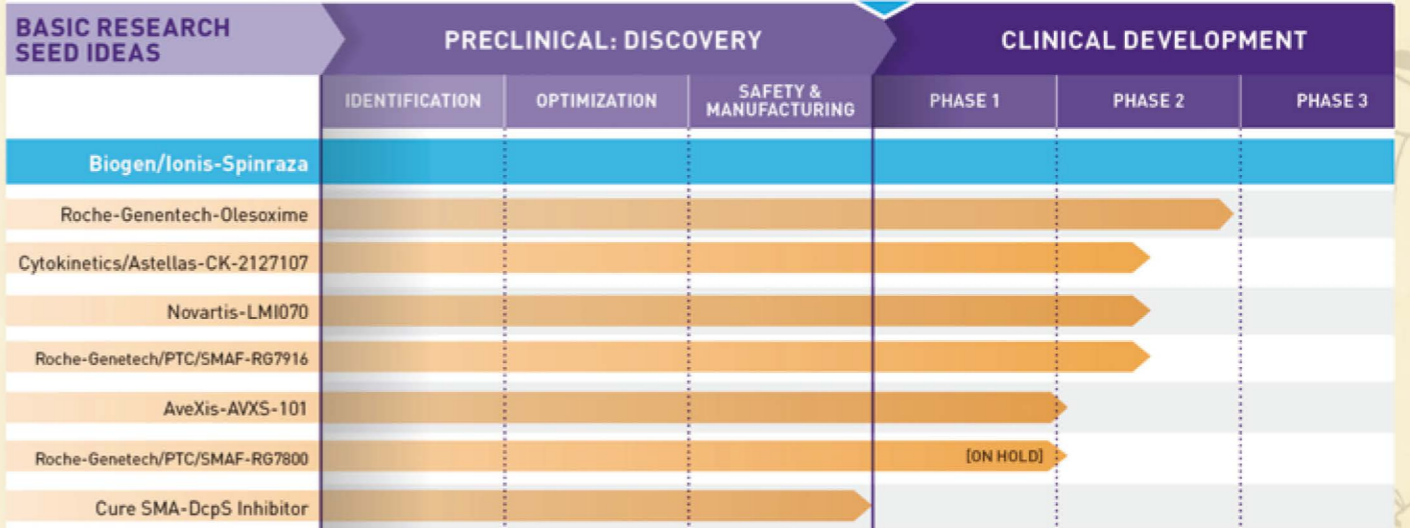 BASIC RESEARCH
SEED IDEAS
PRECLINICAL: DISCOVERY
CLINICAL DEVELOPMENT
IDENTIFICATION
OPTIMIZATION
SAFETY &
MANUFACTURING
PHASE 1
PHASE 2
PHASE 3
Biogen/Ionis-Spinraza
Roche-Genentech-Olesoxime
Cytokinetics/Astellas-CK-2127107
Novartis-LMI070
Roche-Genetech/PTC/SMAF-RG7916
AveXis-AVXS-101
Roche-Genetech/PTC/SMAF-RG7800
[ON HOLD]
Cure SMA-DcpS Inhibitor